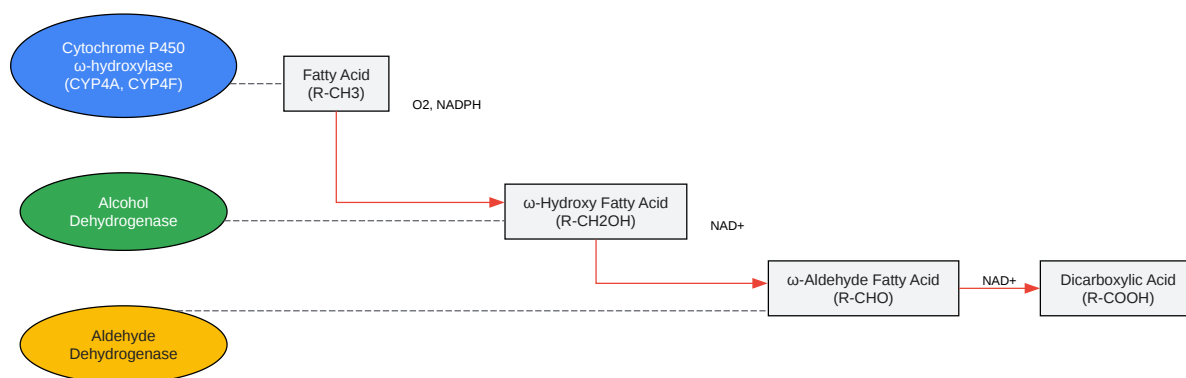 Cytochrome P450
ω-hydroxylase
(CYP4A, CYP4F)
Fatty Acid
(R-CH3)
O2, NADPH
Alcohol
Dehydrogenase
ω-Hydroxy Fatty Acid
(R-CH2OH)
NAD+
ω-Aldehyde Fatty Acid
(R-CHO)
NAD+
Dicarboxylic Acid
(R-COOH)
Aldehyde
Dehydrogenase